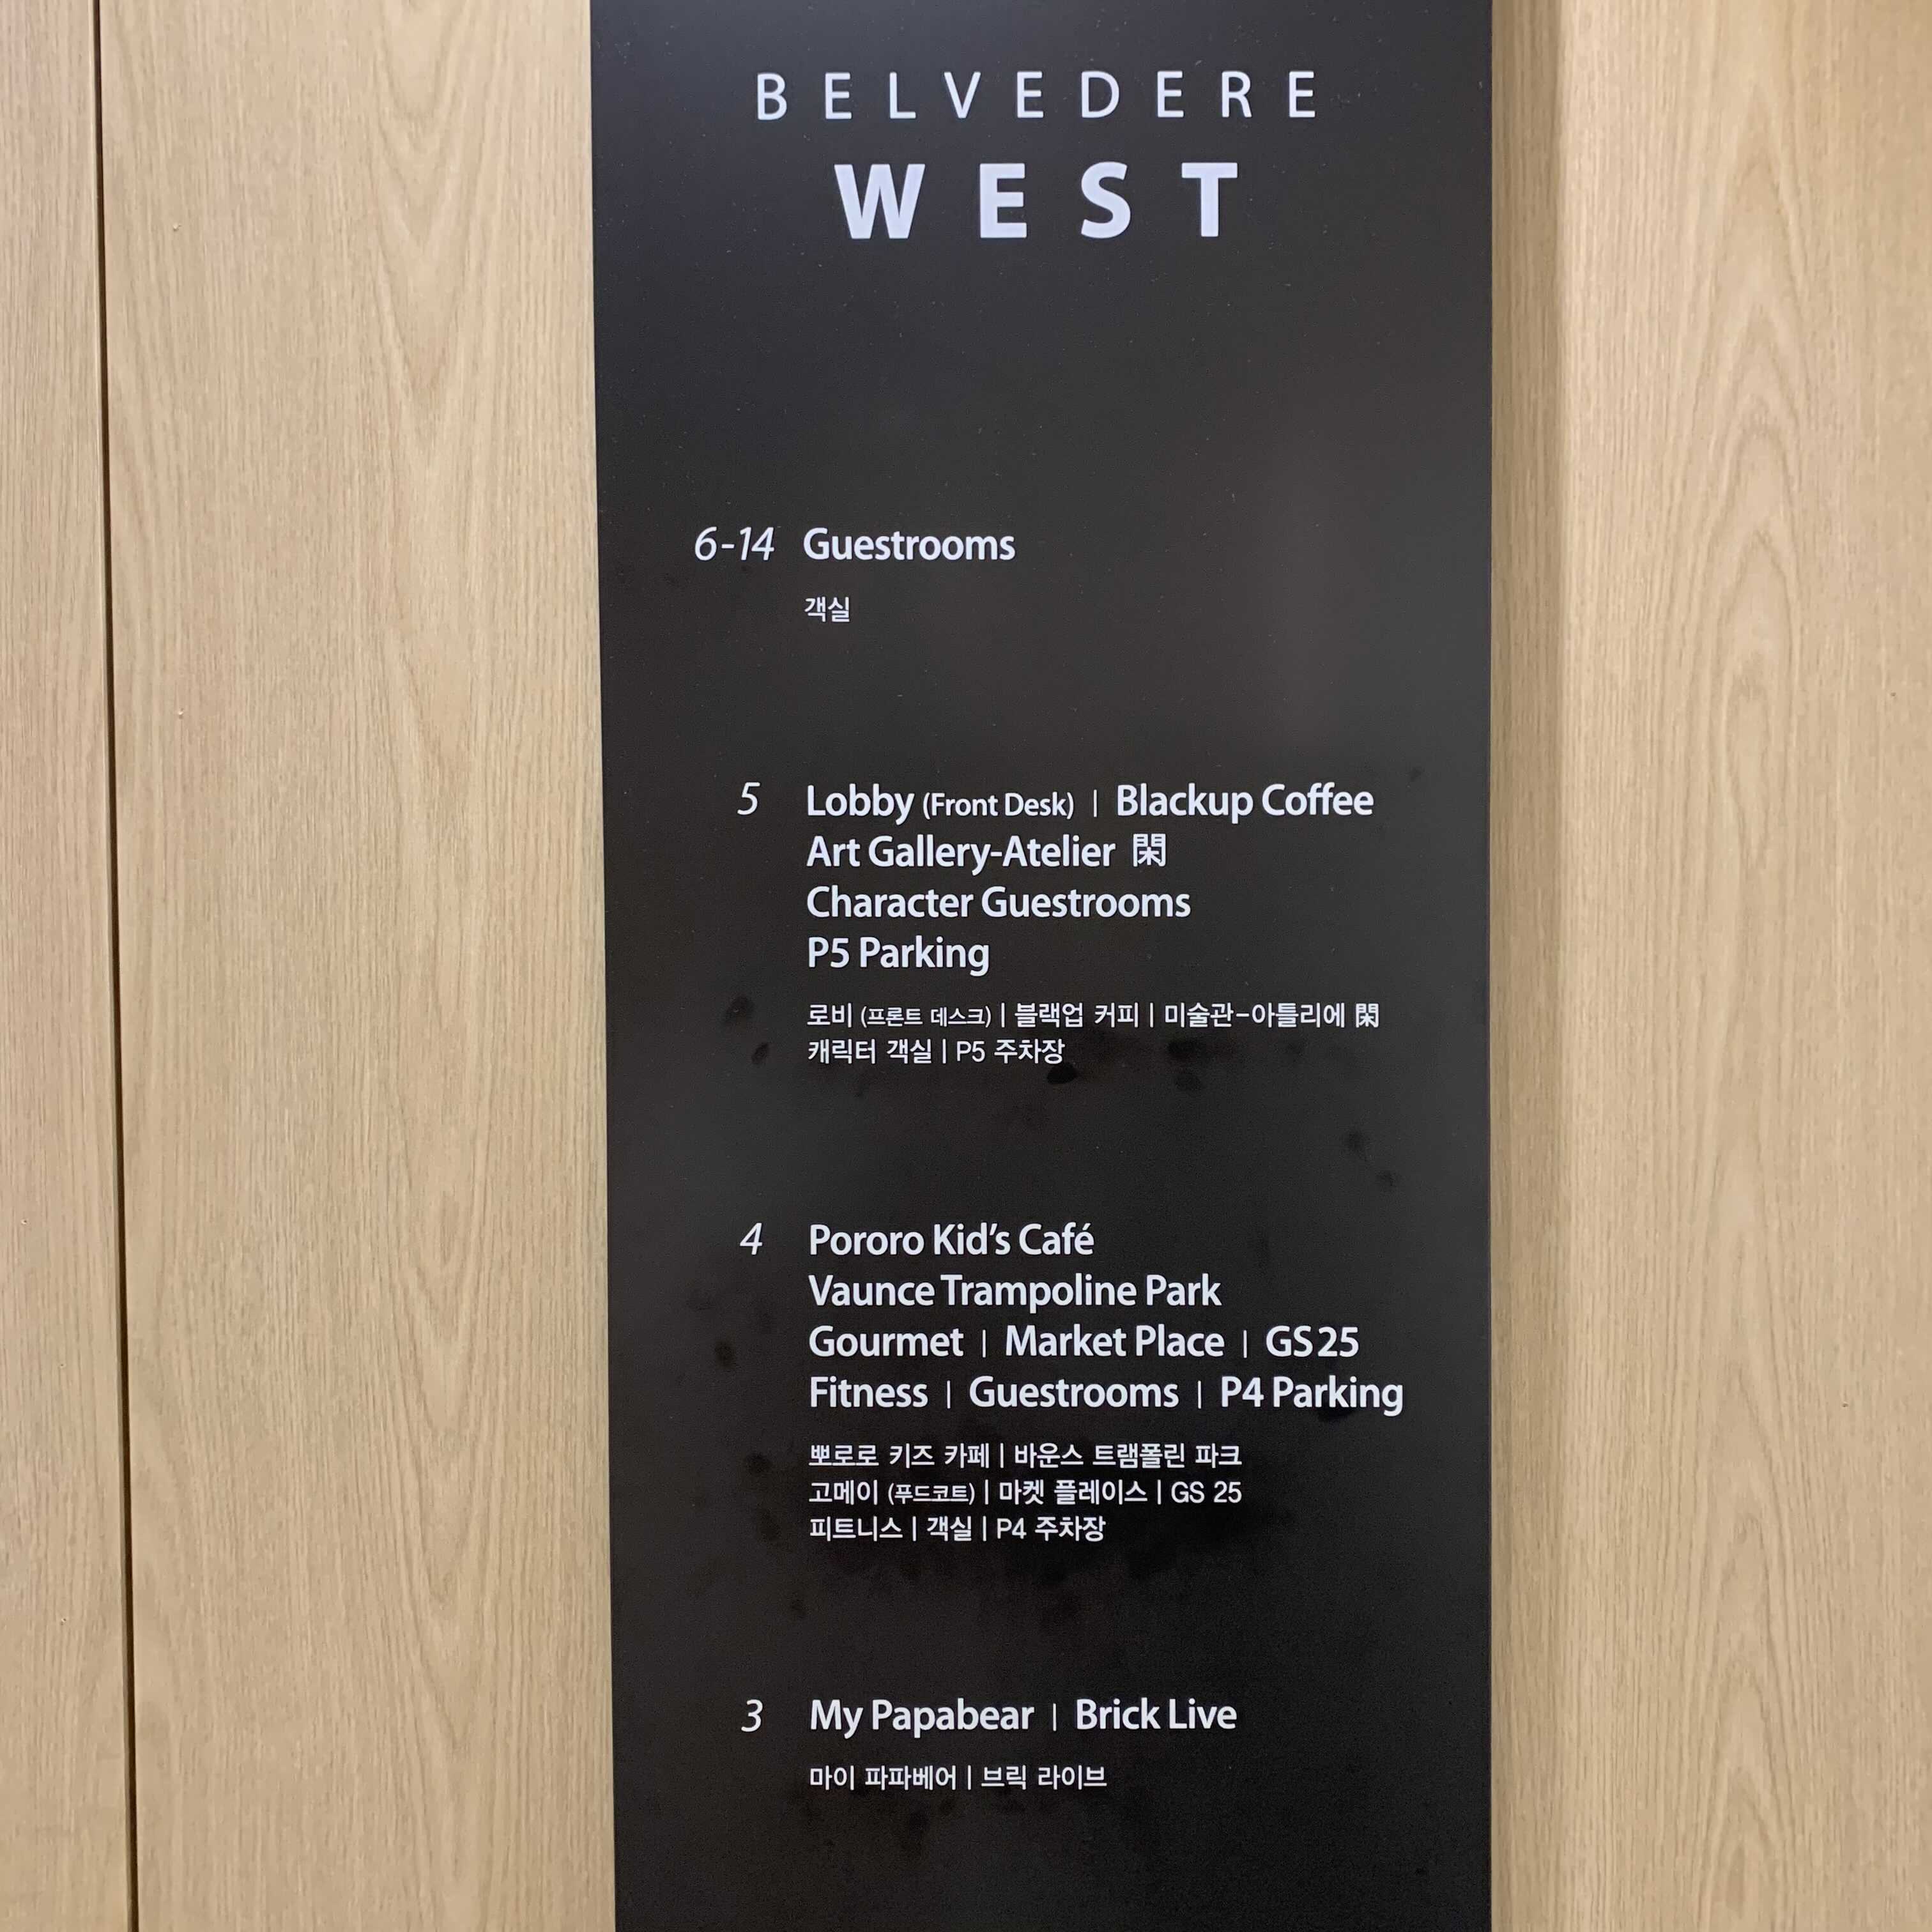 BELVEDERE
WEST
6-14 Guestrooms
객실
5 Lobby (Front Desk) | Blackup Coffee
Art Gallery-Atelier 閑
Character Guestrooms
P5 Parking
로비 (프론트 데스크) | 블랙업 커피 | 미술관-아틀리에 閑
캐릭터 객실 | P5 주차장
4 Pororo Kid's Café
Vaunce Trampoline Park
Gourmet | Market Place | GS25
Fitness | Guestrooms | P4 Parking
뽀로로 키즈 카페 | 바운스 트램폴린 파크
고메이 (푸드코트) | 마켓 플레이스 | GS 25
피트니스 | 객실 | P4 주차장
3 My Papabear | Brick Live
마이 파파베어 | 브릭 라이브